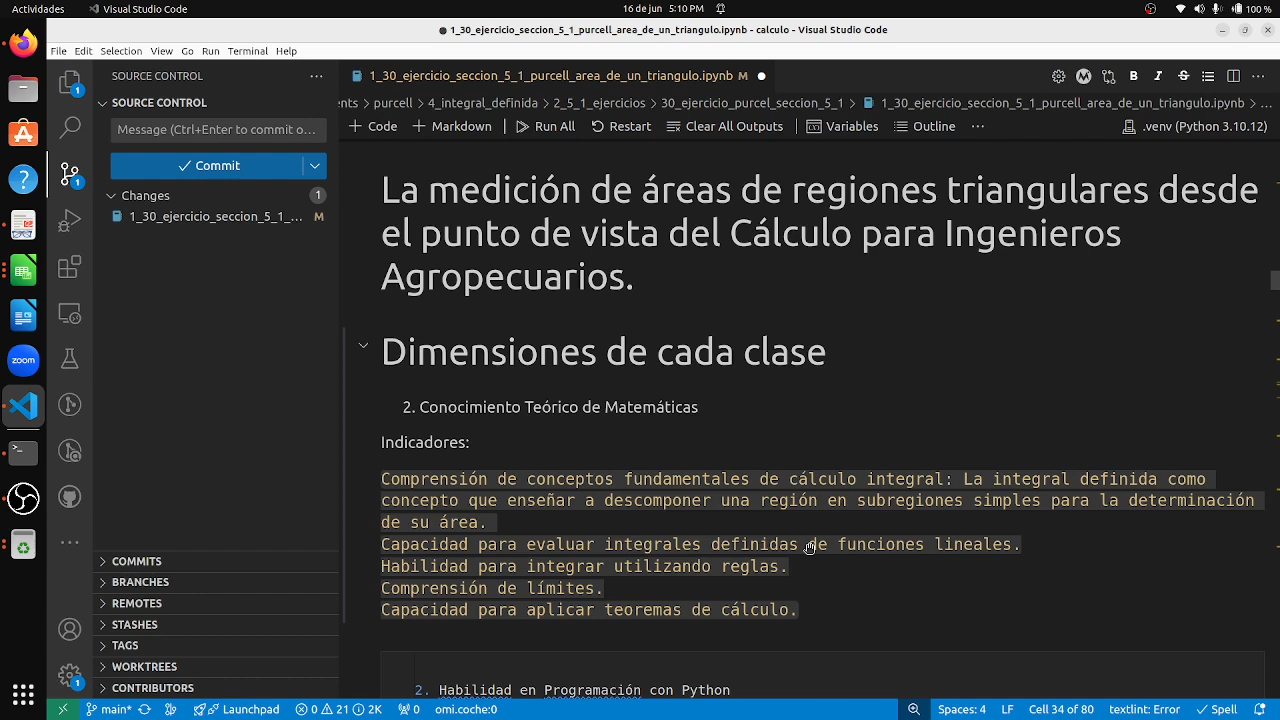 Actividades
Visual Studio Code
16 de jun  5:10 PM
100 %
1_30_ejercicio_seccion_5_1_purcell_area_de_un_triangulo.ipynb - calculo - Visual Studio Code
File Edit Selection View Go Run Terminal Help
SOURCE CONTROL
1_30_ejercicio_seccion_5_1_purcell_area_de_un_triangulo.ipynb M
SOURCE CONTROL
ents > purcell > 4_integral_definida > 2_5_1_ejercicios > 30_ejercicio_purcel_seccion_5_1 > 1_30_ejercicio_seccion_5_1_purcell_area_de_un_triangulo.ipynb > ...
Message (Ctrl+Enter to commit o...
+ Code + Markdown Run All Restart Clear All Outputs Variables Outline ... .venv (Python 3.10.12)
Commit
Changes 1
1_30_ejercicio_seccion_5_1_... M
La medición de áreas de regiones triangulares desde
el punto de vista del Cálculo para Ingenieros
Agropecuarios.
Dimensiones de cada clase
2. Conocimiento Teórico de Matemáticas
Indicadores:
Comprensión de conceptos fundamentales de cálculo integral: La integral definida como
concepto que enseñar a descomponer una región en subregiones simples para la determinación
de su área.
Capacidad para evaluar integrales definidas de funciones lineales.
Habilidad para integrar utilizando reglas.
Comprensión de límites.
Capacidad para aplicar teoremas de cálculo.
2. Habilidad en Programación con Python
COMMITS
BRANCHES
REMOTES
STASHES
TAGS
WORKTREES
CONTRIBUTORS
zoom
1
1
1
main* Launchpad 0 21 2K 0 omi.coche:0 Spaces: 4 LF Cell 34 of 80 textlint: Error Spell